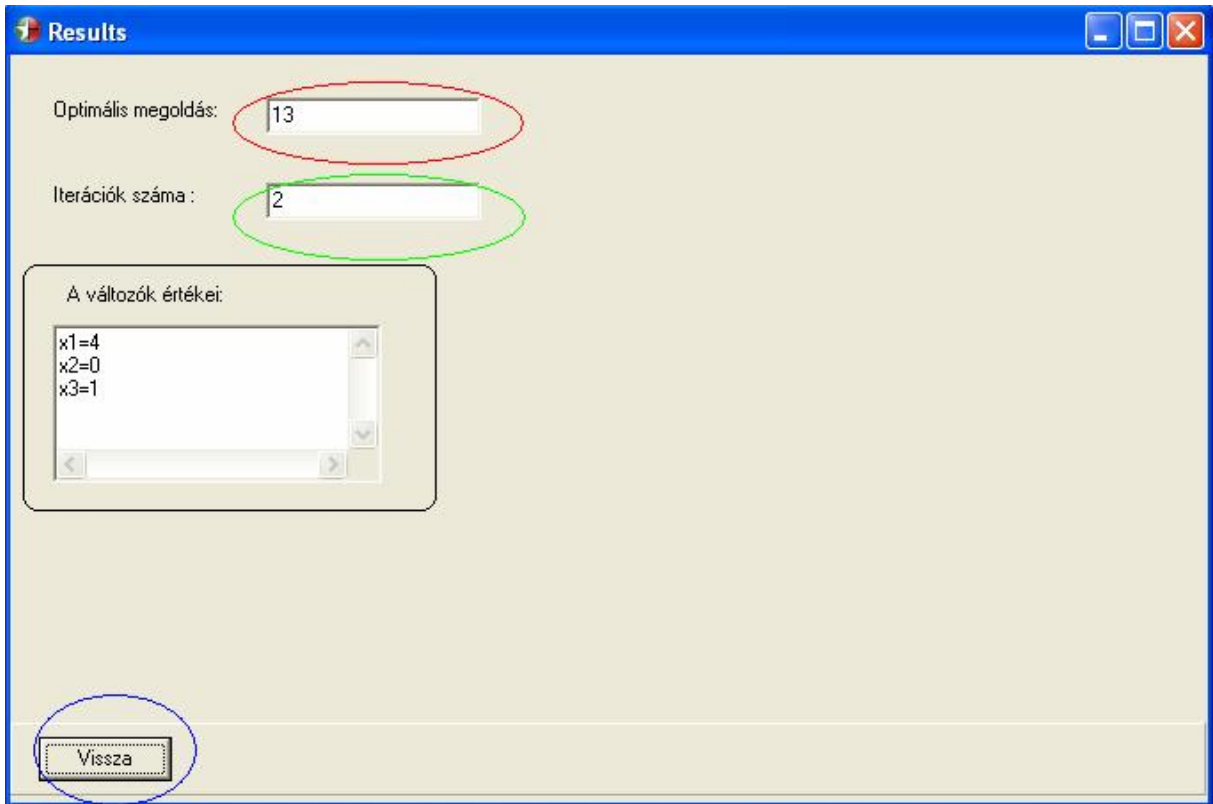 Results
Optimális megoldás:
13
Iterációk száma :
2
A változók értékei:
x1=4
x2=0
x3=1
Vissza